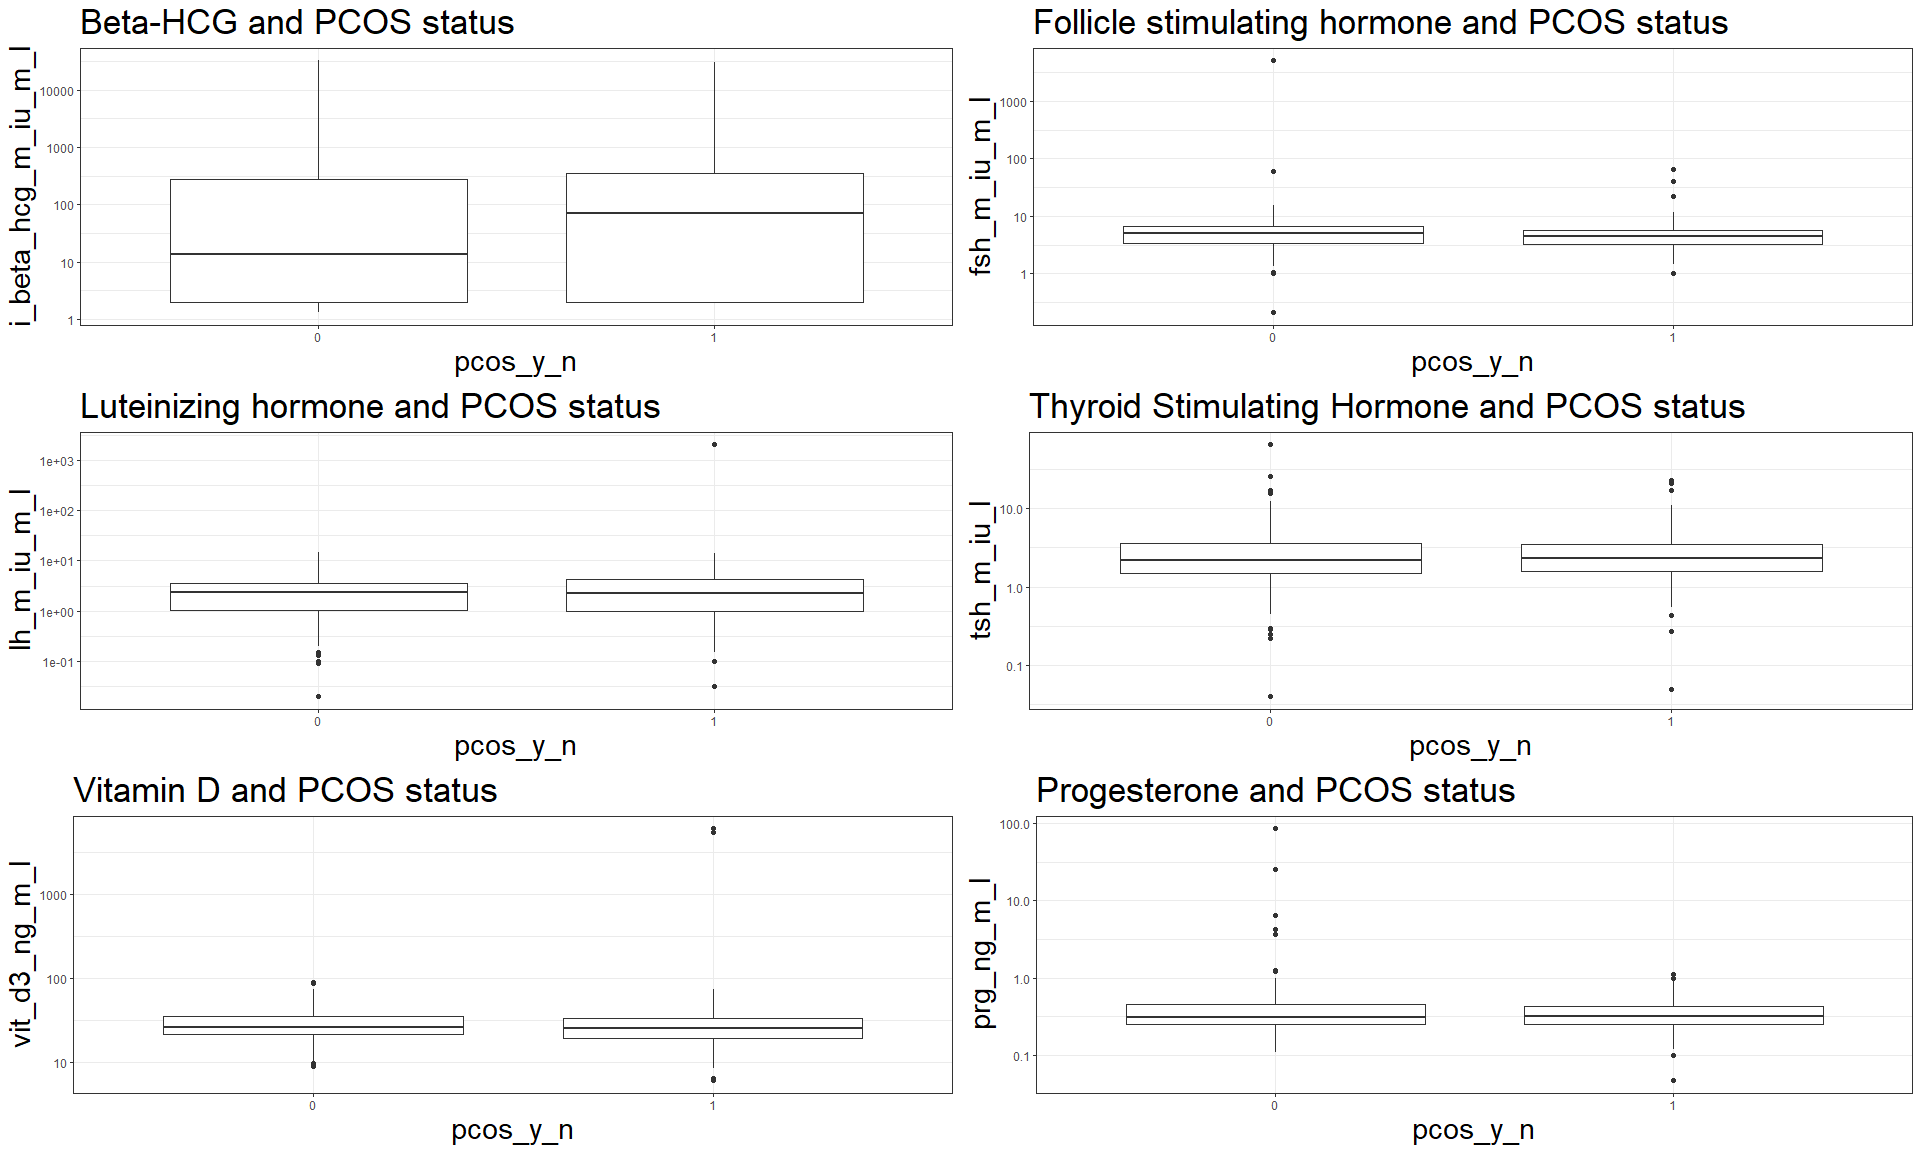 Beta-HCG and PCOS status
i_beta_hcg_m_iu_m_l
10000
1000
100
10
1
0
1
pcos_y_n
Follicle stimulating hormone and PCOS status
fsh_m_iu_m_l
1000
100
10
1
0
1
pcos_y_n
Luteinizing hormone and PCOS status
lh_m_iu_m_l
1e+03
1e+02
1e+01
1e+00
1e-01
0
1
pcos_y_n
Thyroid Stimulating Hormone and PCOS status
tsh_m_iu_l
10.0
1.0
0.1
0
1
pcos_y_n
Vitamin D and PCOS status
vit_d3_ng_m_l
1000
100
10
0
1
pcos_y_n
Progesterone and PCOS status
prg_ng_m_l
100.0
10.0
1.0
0.1
0
1
pcos_y_n